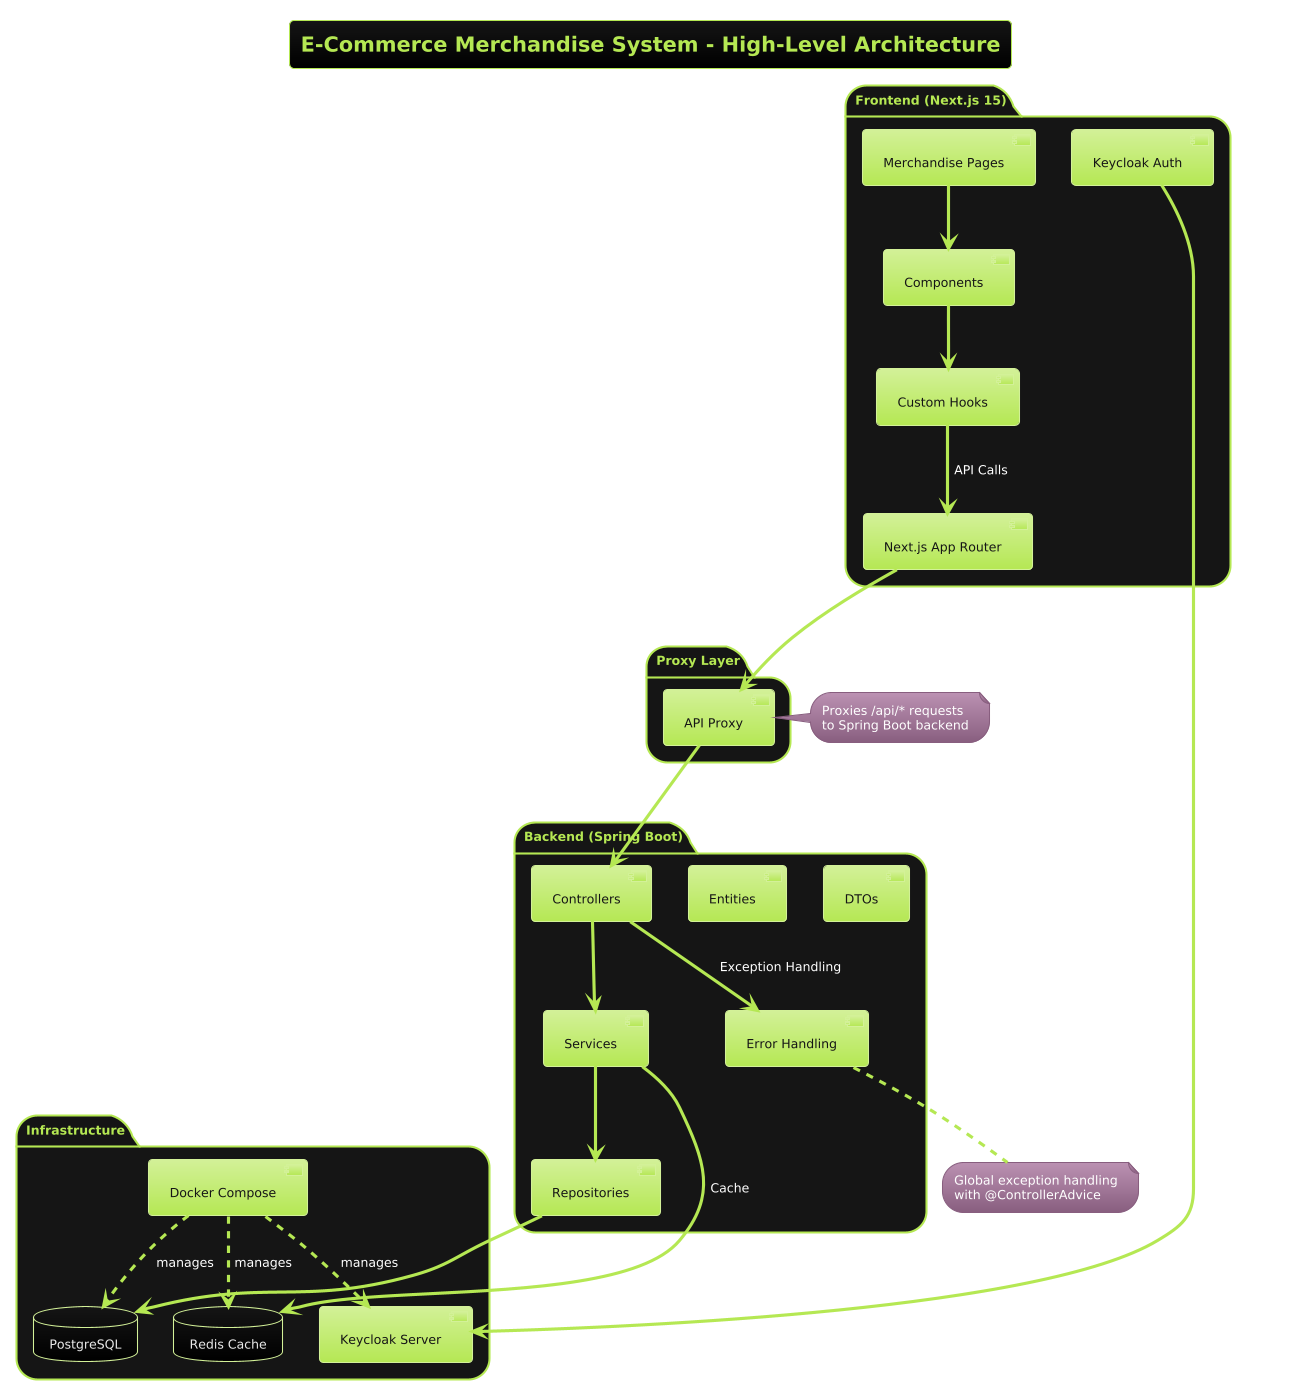 E-Commerce Merchandise System - High-Level Architecture
Frontend (Next.js 15)
Merchandise Pages
Keycloak Auth
Components
Custom Hooks
API Calls
Next.js App Router
Proxy Layer
API Proxy
Proxies /api/* requests
to Spring Boot backend
Backend (Spring Boot)
Controllers
Entities
DTOs
Exception Handling
Services
Error Handling
Repositories
Cache
Global exception handling
with @ControllerAdvice
Infrastructure
Docker Compose
manages
manages
manages
PostgreSQL
Redis Cache
Keycloak Server